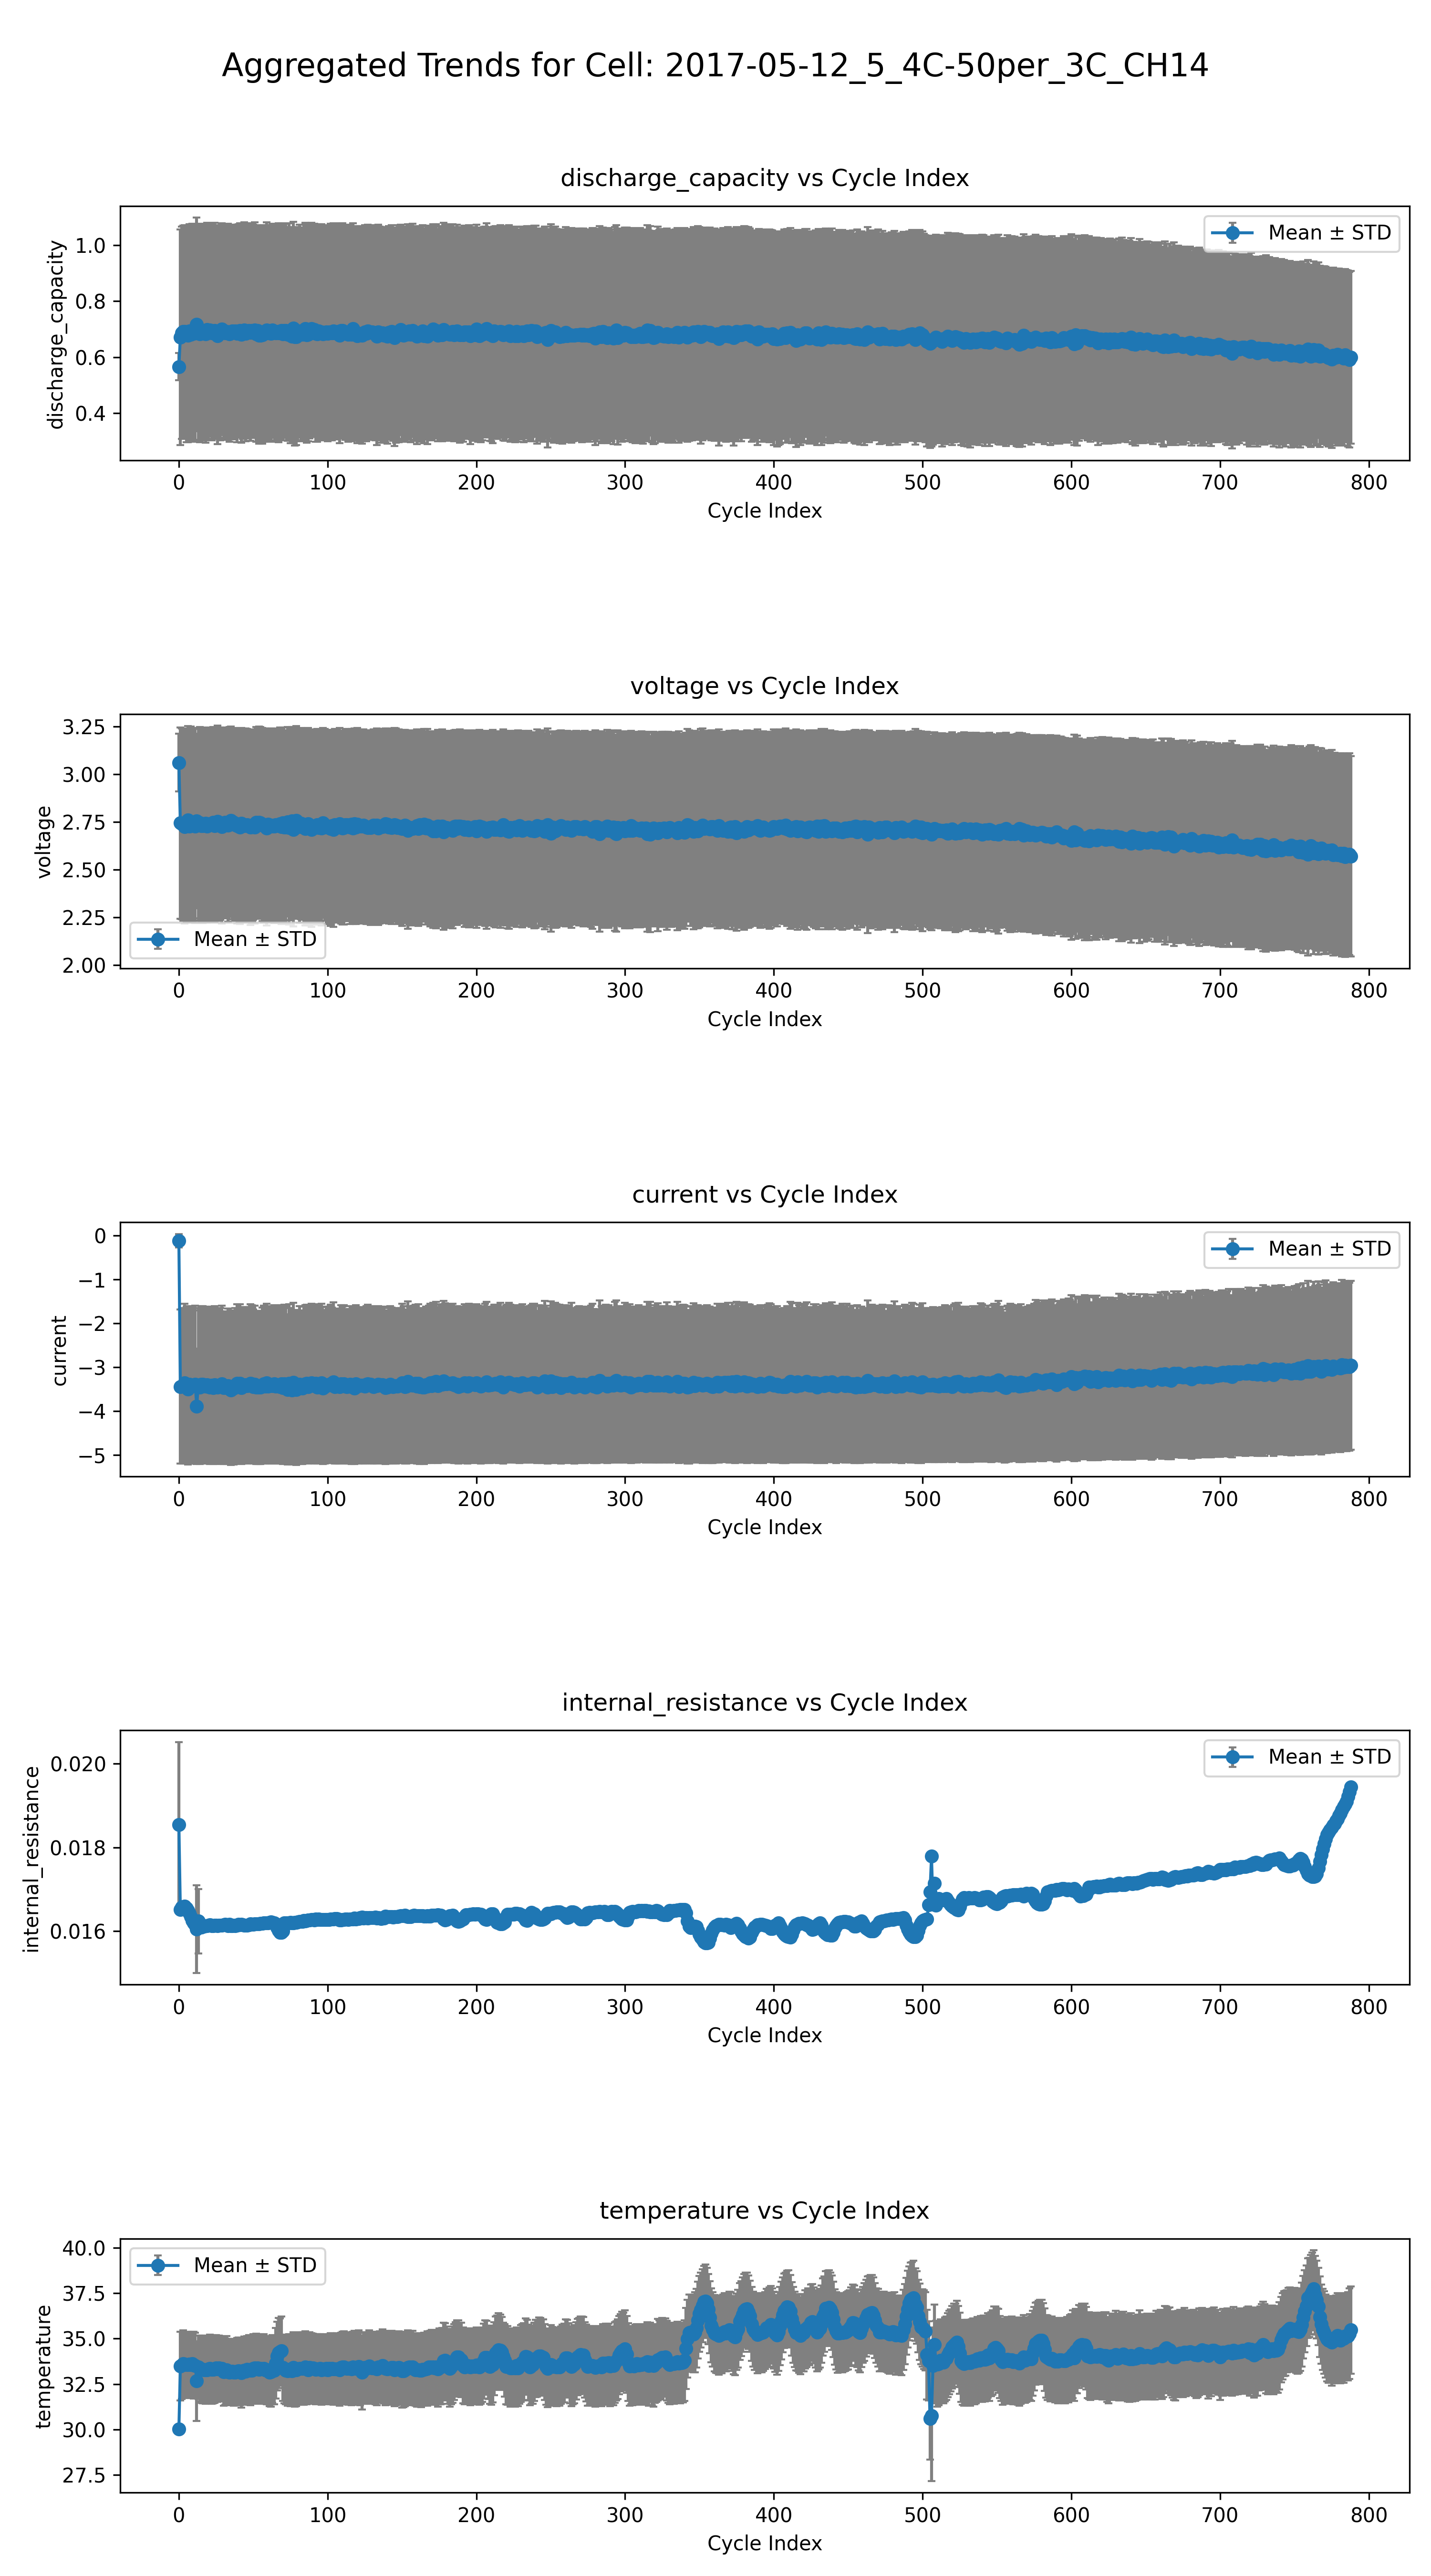 Aggregated Trends for Cell: 2017-05-12_5_4C-50per_3C_CH14
discharge_capacity vs Cycle Index
discharge_capacity
1.0
0.8
0.6
0.4
Mean ± STD
0 100 200 300 400 500 600 700 800
Cycle Index
voltage vs Cycle Index
voltage
3.25
3.00
2.75
2.50
2.25
2.00
Mean ± STD
0 100 200 300 400 500 600 700 800
Cycle Index
current vs Cycle Index
current
0
−1
−2
−3
−4
−5
Mean ± STD
0 100 200 300 400 500 600 700 800
Cycle Index
internal_resistance vs Cycle Index
internal_resistance
0.020
0.018
0.016
Mean ± STD
0 100 200 300 400 500 600 700 800
Cycle Index
temperature vs Cycle Index
temperature
40.0
37.5
35.0
32.5
30.0
27.5
Mean ± STD
0 100 200 300 400 500 600 700 800
Cycle Index